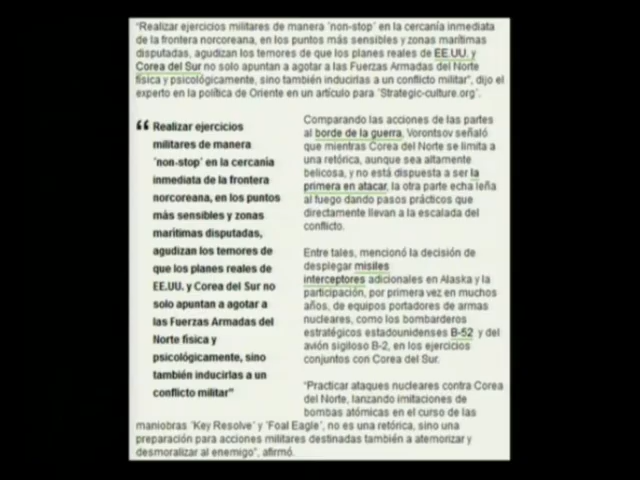 "Realizar ejercicios militares de manera ´non-stop´ en la cercanía inmediata
de la frontera norcoreana, en los puntos más sensibles y zonas marítimas
disputadas, agudizan los temores de que los planes reales de EE.UU. y
Corea del Sur no solo apuntan a agotar a las Fuerzas Armadas del Norte
física y psicológicamente, sino también inducirlas a un conflicto militar", dijo el
experto en la política de Oriente en un artículo para ´Strategic-culture.org´.
“ Realizar ejercicios
militares de manera
´non-stop´ en la cercanía
inmediata de la frontera
norcoreana, en los puntos
más sensibles y zonas
marítimas disputadas,
agudizan los temores de
que los planes reales de
EE.UU. y Corea del Sur no
solo apuntan a agotar a
las Fuerzas Armadas del
Norte física y
psicológicamente, sino
también inducirlas a un
conflicto militar"
Comparando las acciones de las partes
al borde de la guerra, Vorontsov señaló
que mientras Corea del Norte se limita a
una retórica, aunque sea altamente
belicosa, y no está dispuesta a ser la
primera en atacar, la otra parte echa leña
al fuego dando pasos prácticos que
directamente llevan a la escalada del
conflicto.
Entre tales, mencionó la decisión de
desplegar misiles
interceptores adicionales en Alaska y la
participación, por primera vez en muchos
años, de equipos portadores de armas
nucleares, como los bombarderos
estratégicos estadounidenses B-52 y del
avión sigiloso B-2, en los ejercicios
conjuntos con Corea del Sur.
"Practicar ataques nucleares contra Corea
del Norte, lanzando imitaciones de
bombas atómicas en el curso de las
maniobras ´Key Resolve´ y ´Foal Eagle´, no es una retórica, sino una
preparación para acciones militares destinadas también a atemorizar y
desmoralizar al enemigo", afirmó.